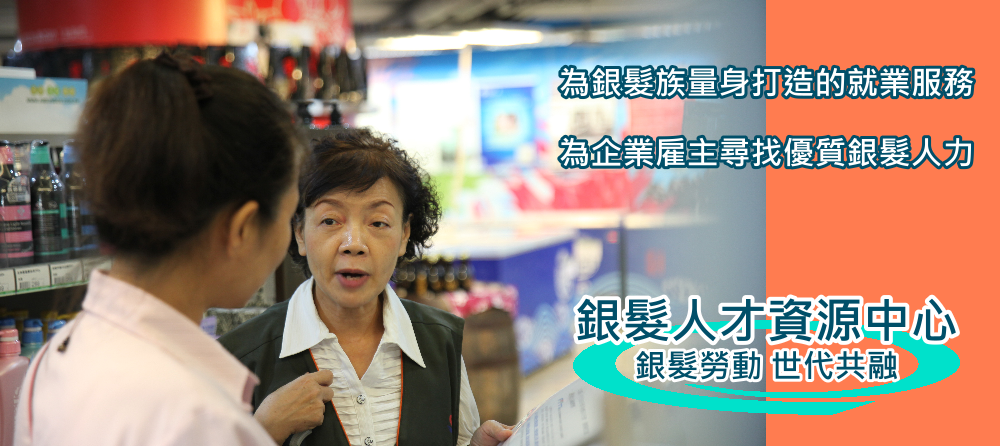 為銀髮族量身打造的就業服務
為企業雇主尋找優質銀髮人力
銀髮人才資源中心
銀髮勞動 世代共融